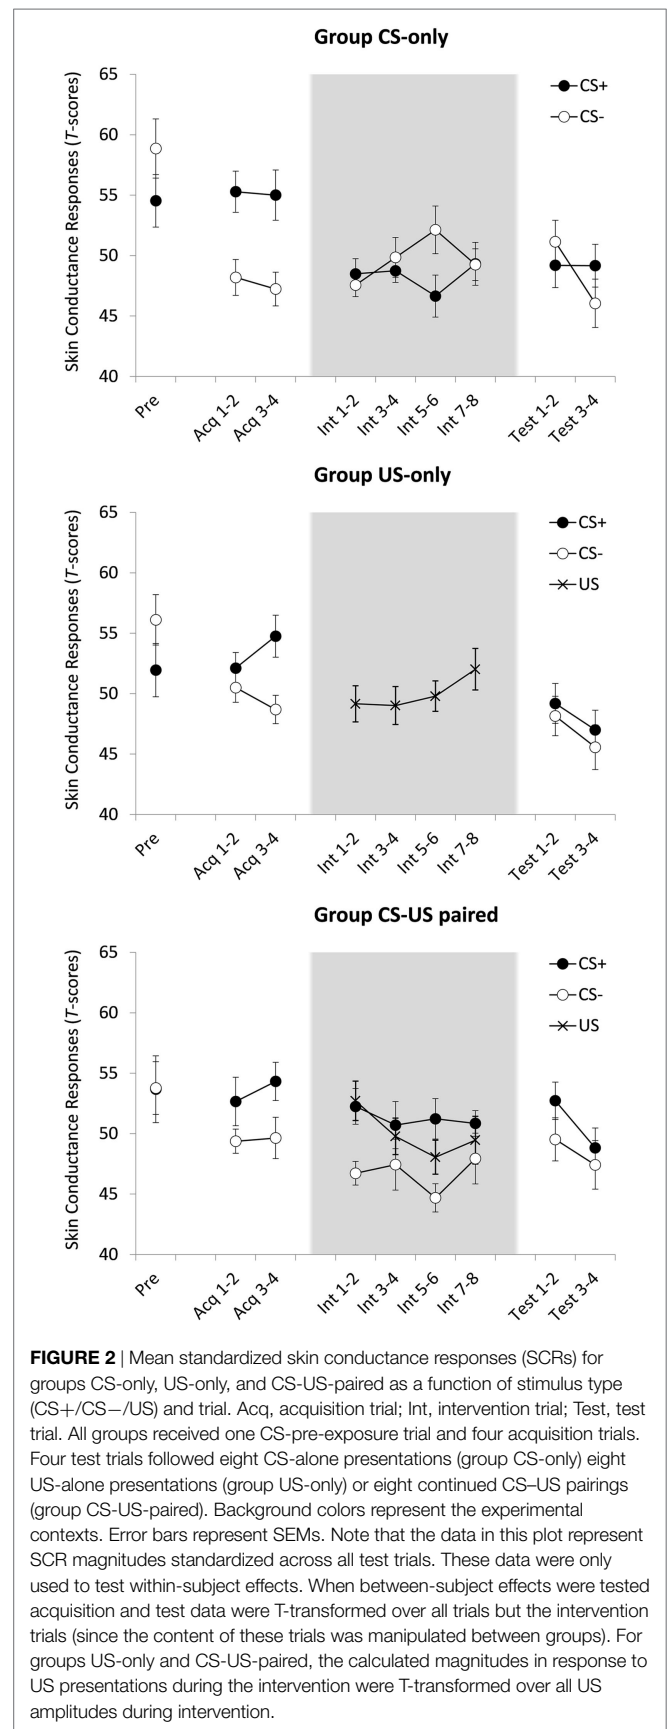 Group CS-only
Skin Conductance Responses (T-scores)
65
60
55
50
45
40
CS+
CS-
Pre
Acq 1-2
Acq 3-4
Int 1-2
Int 3-4
Int 5-6
Int 7-8
Test 1-2
Test 3-4
Group US-only
Skin Conductance Responses (T-scores)
65
60
55
50
45
40
CS+
CS-
US
Pre
Acq 1-2
Acq 3-4
Int 1-2
Int 3-4
Int 5-6
Int 7-8
Test 1-2
Test 3-4
Group CS-US paired
Skin Conductance Responses (T-scores)
65
60
55
50
45
40
CS+
CS-
US
Pre
Acq 1-2
Acq 3-4
Int 1-2
Int 3-4
Int 5-6
Int 7-8
Test 1-2
Test 3-4
FIGURE 2 | Mean standardized skin conductance responses (SCRs) for
groups CS-only, US-only, and CS-US-paired as a function of stimulus type
(CS+/CS−/US) and trial. Acq, acquisition trial; Int, intervention trial; Test, test
trial. All groups received one CS-pre-exposure trial and four acquisition trials.
Four test trials followed eight CS-alone presentations (group CS-only) eight
US-alone presentations (group US-only) or eight continued CS–US pairings
(group CS-US-paired). Background colors represent the experimental
contexts. Error bars represent SEMs. Note that the data in this plot represent
SCR magnitudes standardized across all test trials. These data were only
used to test within-subject effects. When between-subject effects were tested
acquisition and test data were T-transformed over all trials but the intervention
trials (since the content of these trials was manipulated between groups). For
groups US-only and CS-US-paired, the calculated magnitudes in response to
US presentations during the intervention were T-transformed over all US
amplitudes during intervention.